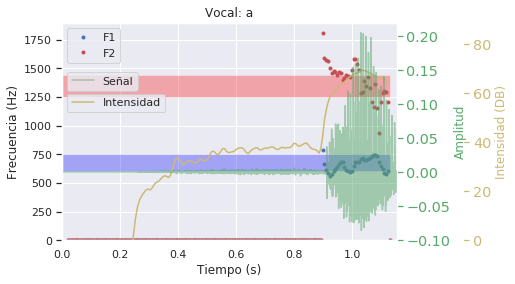 Vocal: a
F1
F2
Señal
Intensidad
Frecuencia (Hz)
1750
1500
1250
1000
750
500
250
0
0.0 0.2 0.4 0.6 0.8 1.0
Tiempo (s)
0.20
0.15
0.10
0.05
0.00
−0.05
−0.10
Amplitud
80
60
40
20
0
Intensidad (DB)